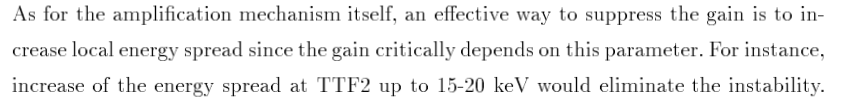 As for the amplification mechanism itself, an effective way to suppress the gain is to in-
crease local energy spread since the gain critically depends on this parameter. For instance,
increase of the energy spread at TTF2 up to 15-20 keV would eliminate the instability.